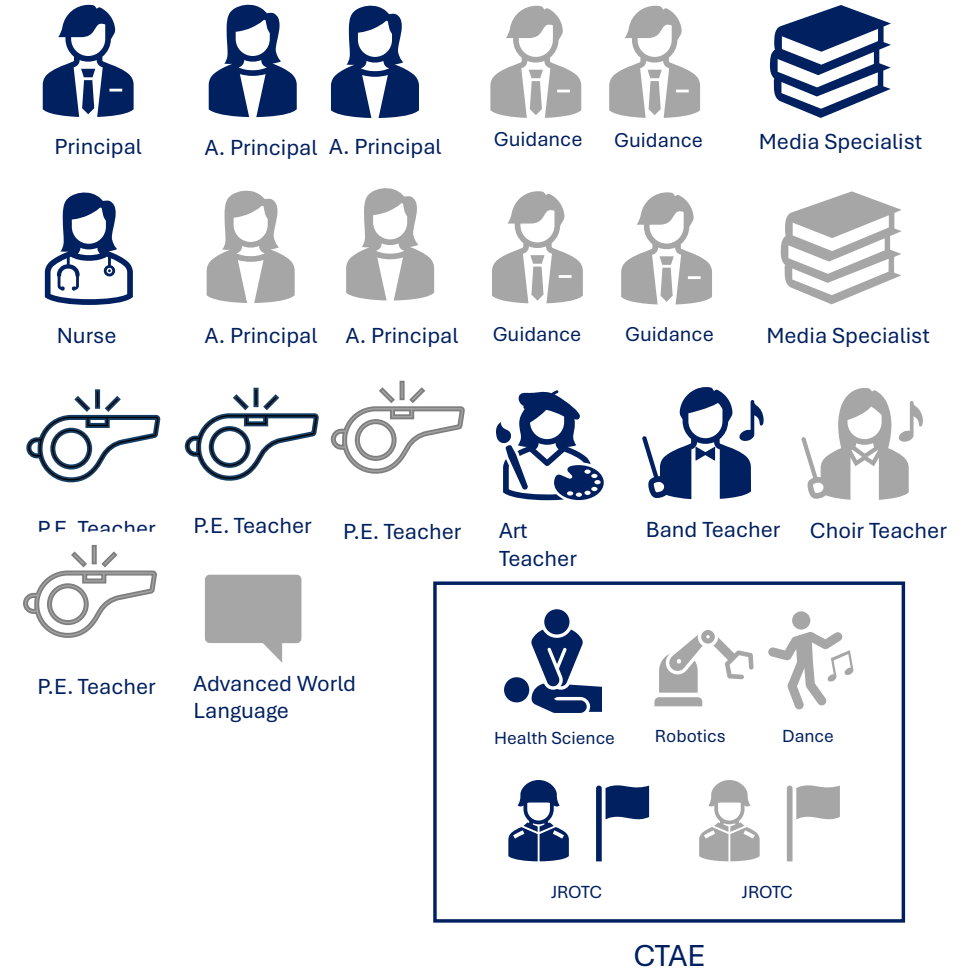 Principal
A. Principal
A. Principal
Guidance
Guidance
Media Specialist
Nurse
A. Principal
A. Principal
Guidance
Guidance
Media Specialist
P.E. Teacher
P.E. Teacher
P.E. Teacher
Art
Teacher
Band Teacher
Choir Teacher
P.E. Teacher
Advanced World
Language
Health Science
Robotics
Dance
JROTC
JROTC
CTAE